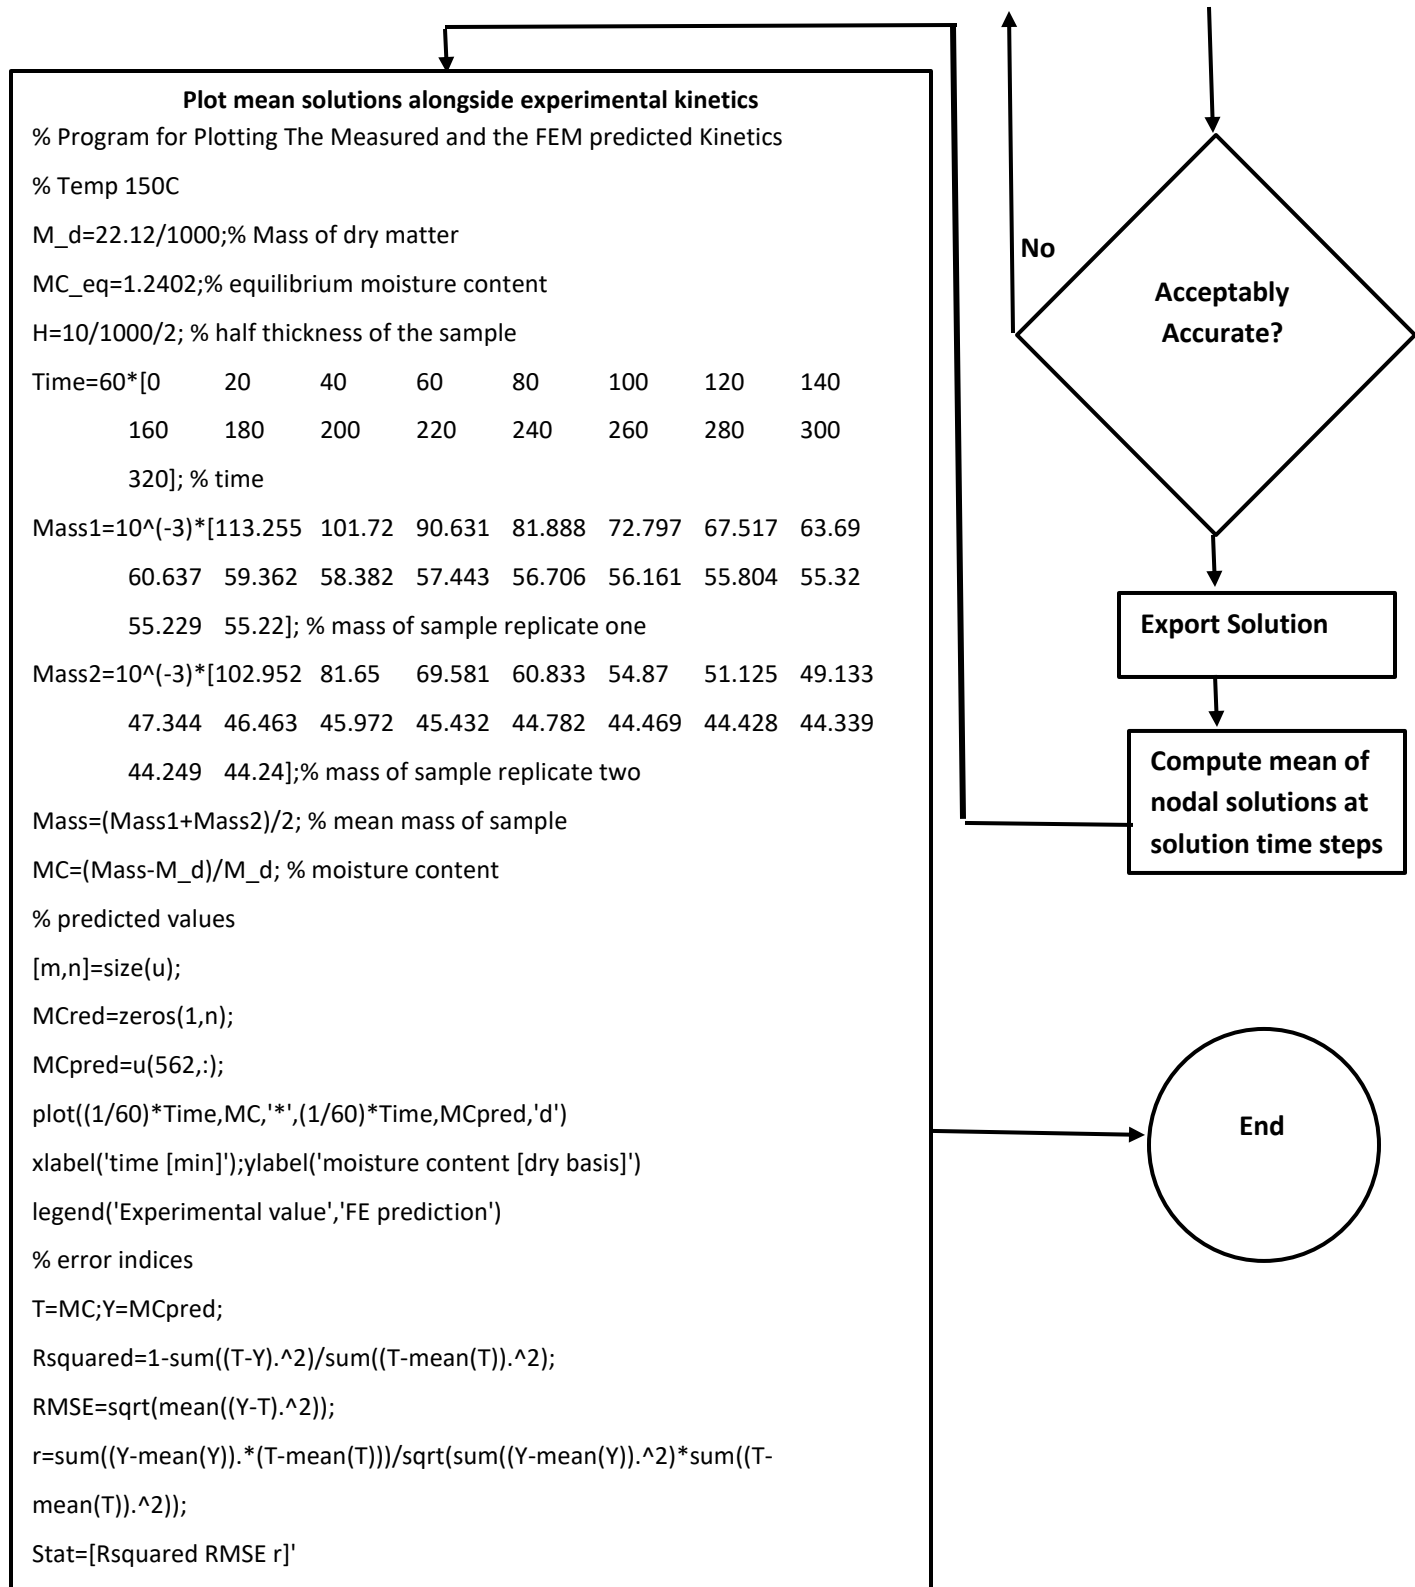 Plot mean solutions alongside experimental kinetics
% Program for Plotting The Measured and the FEM predicted Kinetics
% Temp 150C
M_d=22.12/1000;% Mass of dry matter
MC_eq=1.2402;% equilibrium moisture content
H=10/1000/2; % half thickness of the sample
Time=60*[0 20 40 60 80 100 120 140
160 180 200 220 240 260 280 300
320]; % time
Mass1=10^(-3)*[113.255 101.72 90.631 81.888 72.797 67.517 63.69
60.637 59.362 58.382 57.443 56.706 56.161 55.804 55.32
55.229 55.22]; % mass of sample replicate one
Mass2=10^(-3)*[102.952 81.65 69.581 60.833 54.87 51.125 49.133
47.344 46.463 45.972 45.432 44.782 44.469 44.428 44.339
44.249 44.24];% mass of sample replicate two
Mass=(Mass1+Mass2)/2; % mean mass of sample
MC=(Mass-M_d)/M_d; % moisture content
% predicted values
[m,n]=size(u);
MCred=zeros(1,n);
MCpred=u(562,:);
plot((1/60)*Time,MC,'*',(1/60)*Time,MCpred,'d')
xlabel('time [min]');ylabel('moisture content [dry basis]')
legend('Experimental value','FE prediction')
% error indices
T=MC;Y=MCpred;
Rsquared=1-sum((T-Y).^2)/sum((T-mean(T)).^2);
RMSE=sqrt(mean((Y-T).^2));
r=sum((Y-mean(Y)).*(T-mean(T)))/sqrt(sum((Y-mean(Y)).^2)*sum((T-
mean(T)).^2));
Stat=[Rsquared RMSE r]'
No
Acceptably
Accurate?
Export Solution
Compute mean of
nodal solutions at
solution time steps
End